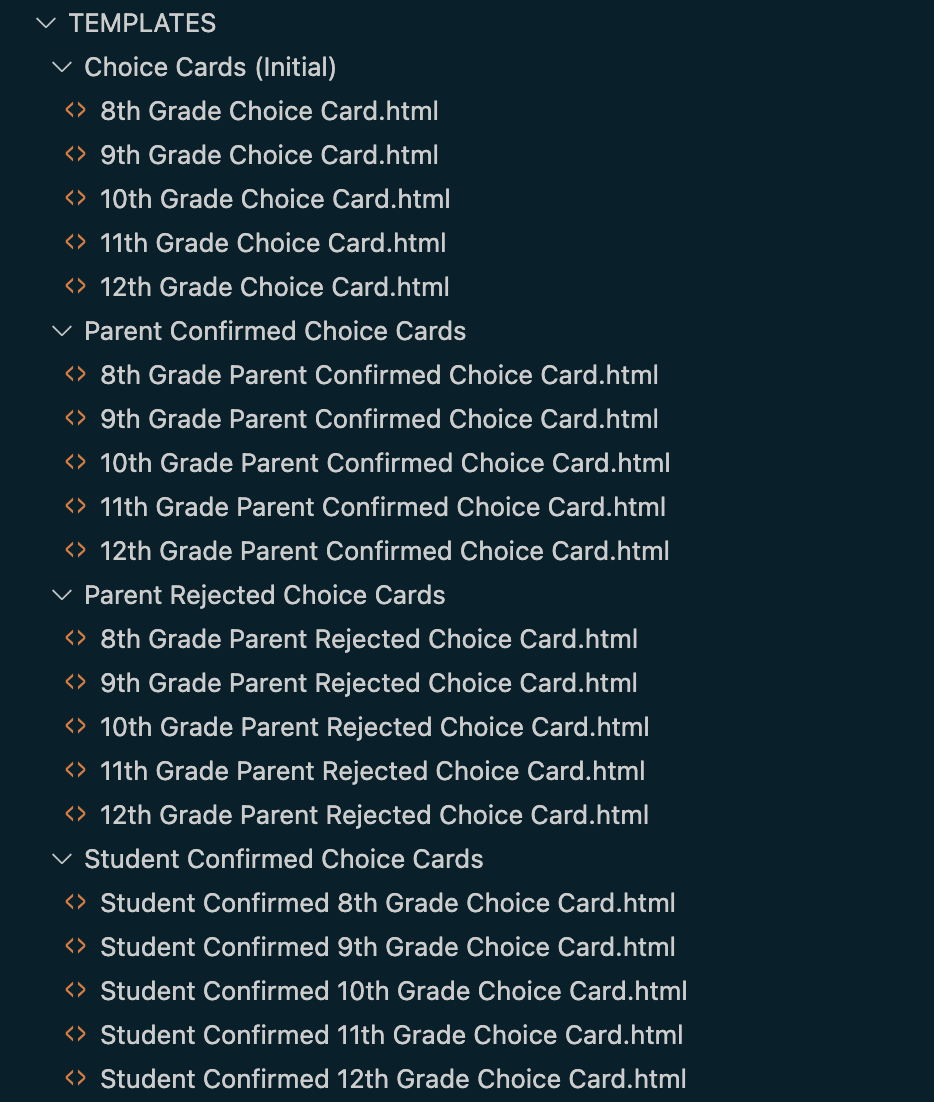 TEMPLATES
Choice Cards (Initial)
8th Grade Choice Card.html
9th Grade Choice Card.html
10th Grade Choice Card.html
11th Grade Choice Card.html
12th Grade Choice Card.html
Parent Confirmed Choice Cards
8th Grade Parent Confirmed Choice Card.html
9th Grade Parent Confirmed Choice Card.html
10th Grade Parent Confirmed Choice Card.html
11th Grade Parent Confirmed Choice Card.html
12th Grade Parent Confirmed Choice Card.html
Parent Rejected Choice Cards
8th Grade Parent Rejected Choice Card.html
9th Grade Parent Rejected Choice Card.html
10th Grade Parent Rejected Choice Card.html
11th Grade Parent Rejected Choice Card.html
12th Grade Parent Rejected Choice Card.html
Student Confirmed Choice Cards
Student Confirmed 8th Grade Choice Card.html
Student Confirmed 9th Grade Choice Card.html
Student Confirmed 10th Grade Choice Card.html
Student Confirmed 11th Grade Choice Card.html
Student Confirmed 12th Grade Choice Card.html